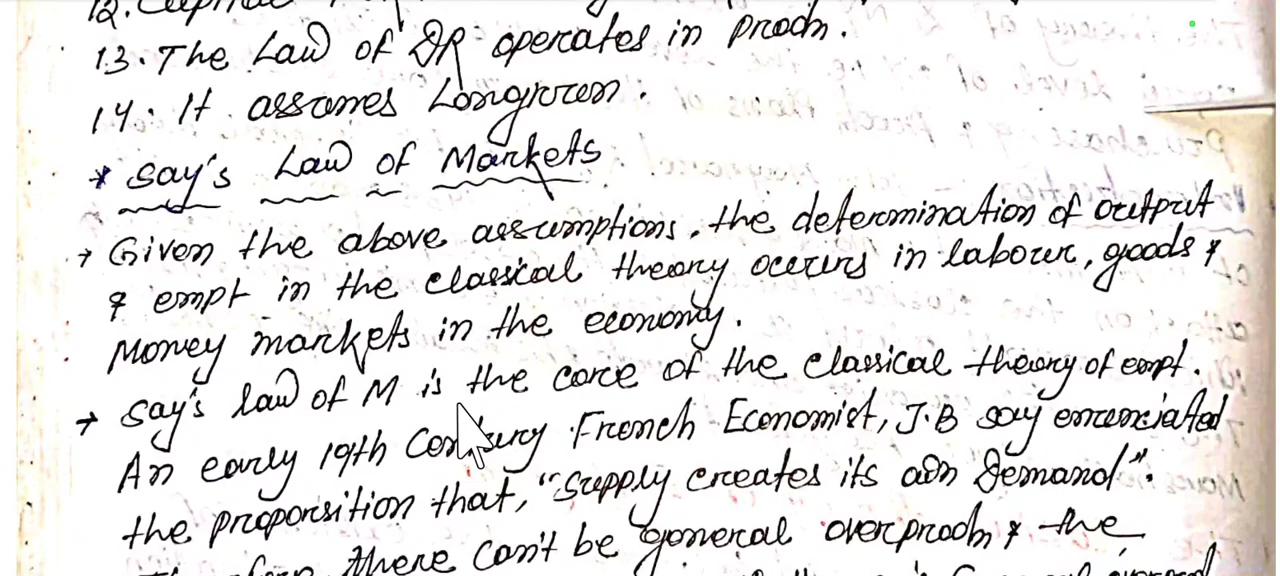 12. Capital
13. The Law of DR operates in Prodn.
14. It assumes Longrun.
* Say's Law of Markets
→ Given the above assumptions, the determination of output
& empt in the classical theory occurs in labour, goods &
Money markets in the economy.
→ Say's law of M is the core of the classical theory of empt.
An early 19th Century French Economist, J.B Say enunciated
the proporsition that, "Supply creates its own Demand".
there can't be general overprodn & the